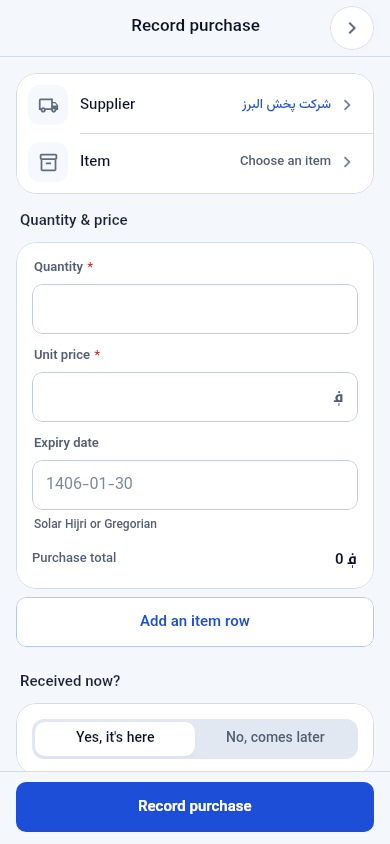 Record purchase
Supplier
شرکت پخش البرز
Item
Choose an item
Quantity & price
Quantity *
Unit price *
؋
Expiry date
1406-01-30
Solar Hijri or Gregorian
Purchase total
0 ؋
Add an item row
Received now?
Yes, it's here
No, comes later
Record purchase